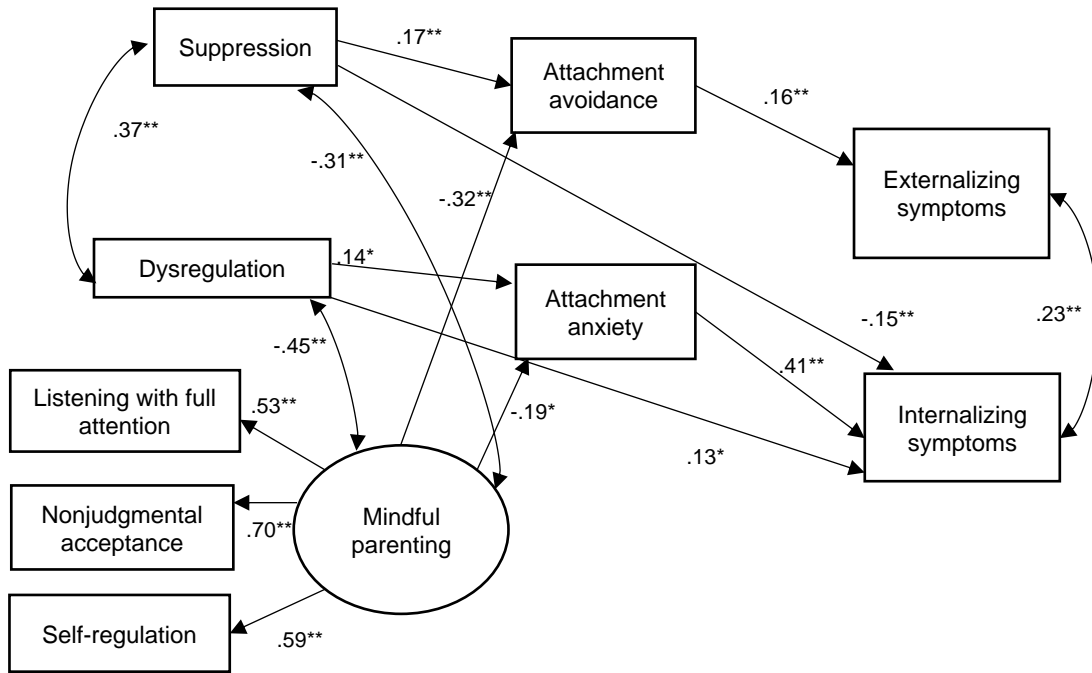 Suppression
.17**
Attachment
avoidance
.16**
.37**
-.31**
-.32**
Externalizing
symptoms
Dysregulation
.14*
Attachment
anxiety
-.15**
.23**
-.45**
.41**
Listening with full
attention
.53**
-.19*
Internalizing
symptoms
.13*
Nonjudgmental
acceptance
.70**
Mindful
parenting
Self-regulation
.59**